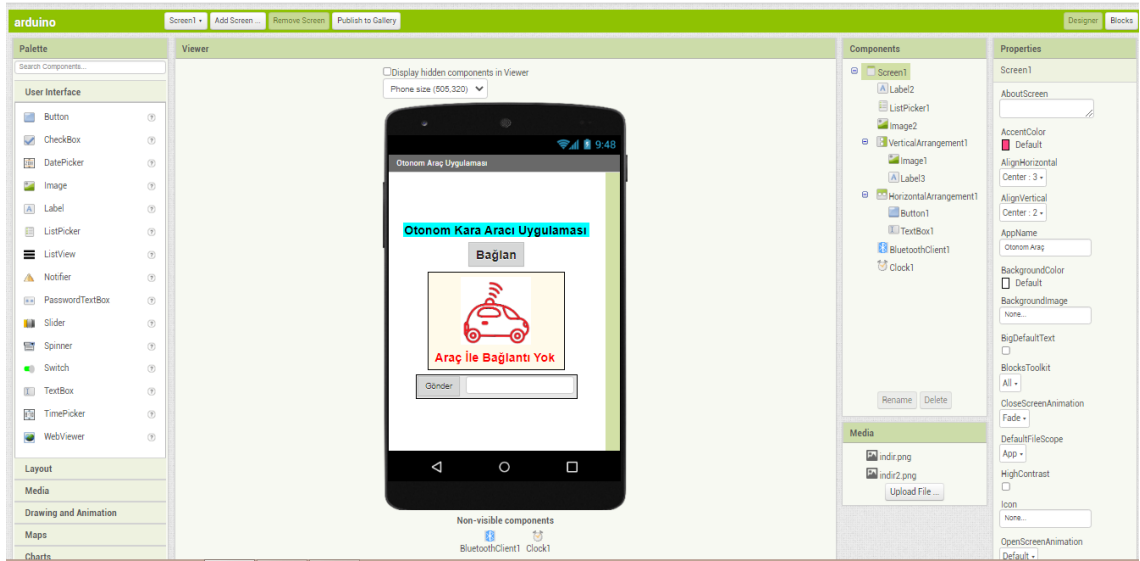 arduino
Screen1
Add Screen ...
Remove Screen
Publish to Gallery
Designer
Blocks
Palette
Search Components...
User Interface
Button
CheckBox
DatePicker
Image
Label
ListPicker
ListView
Notifier
PasswordTextBox
Slider
Spinner
Switch
TextBox
TimePicker
WebViewer
Layout
Media
Drawing and Animation
Maps
Charts
Viewer
Display hidden components in Viewer
Phone size (505,320)
9:48
Otonom Araç Uygulaması
Otonom Kara Aracı Uygulaması
Bağlan
Araç İle Bağlantı Yok
Gönder
Non-visible components
BluetoothClient1
Clock1
Components
Screen1
Label2
ListPicker1
Image2
VerticalArrangement1
Image1
Label3
HorizontalArrangement1
Button1
TextBox1
BluetoothClient1
Clock1
Rename
Delete
Media
indir.png
indir2.png
Upload File ...
Properties
Screen1
AboutScreen
AccentColor
Default
AlignHorizontal
Center : 3
AlignVertical
Center : 2
AppName
Otonom Araç
BackgroundColor
Default
BackgroundImage
None...
BigDefaultText
BlocksToolkit
All
CloseScreenAnimation
Fade
DefaultFileScope
App
HighContrast
Icon
None...
OpenScreenAnimation
Default